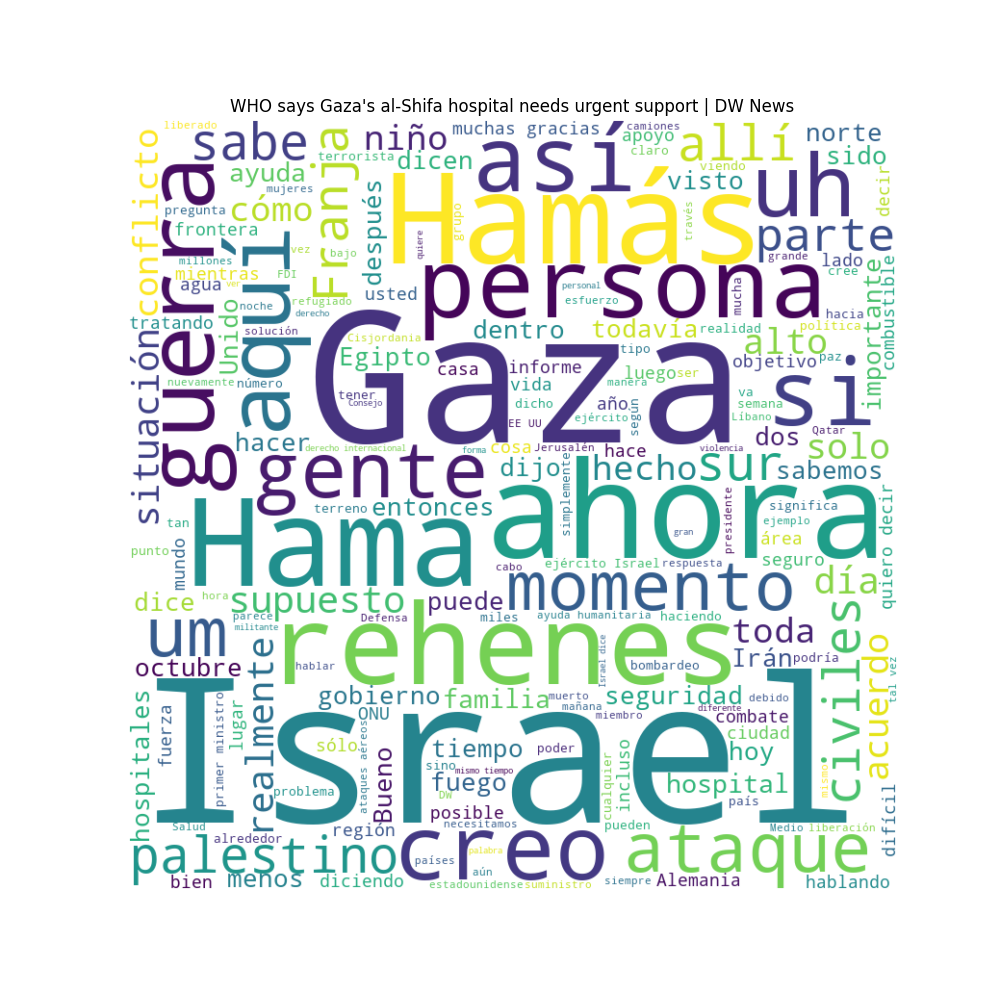 WHO says Gaza's al-Shifa hospital needs urgent support | DW News
liberado
sabe
niño
muchas gracias
camiones
apoyo
claro
allí
norte
así
uh
sido
decir
conflicto
guerra
terrorista
dicen
Franja
ayuda
mujeres
cómo
pregunta
frontera
después
Hamás
grupo
quiere
viendo
visto
través
parte
lado
grande
cree
millones
vez
bajo
FDI
mientras
ver
agua
aquí
noche
refugiado
derecho
usted
persona
personal
esfuerzo
mucha
hacia
política
importante
combustible
tratando
Unido
solución
Cisjordania
Egipto
dentro
todavía
realidad
alto
tipo
objetivo
paz
situación
nuevamente
número
tener
Consejo
casa
informe
vida
dicho
luego
ser
manera
año
va
semana
Líbano
si
Gaza
EE UU
según
ejército
hacer
derecho internacional
forma
cosa
Jerusalén
hace
violencia
dos
Qatar
solo
gente
dijo
hecho
sur
sabemos
Hama
terreno
entonces
simplemente
ahora
gran
presidente
significa
ejemplo
área
quiero decir
tan
punto
mundo
cabo
ejército Israel
respuesta
seguro
momento
día
dice
hora
supuesto
puede
Defensa
miles
ayuda humanitaria
haciendo
um
parece
militante
rehenes
toda
octubre
realmente
hablar
Israel dice
bombardeo
Irán
podría
civiles
acuerdo
tal vez
Israel
gobierno
familia
muerto
mañana
miembro
seguridad
diferente
debido
combate
ciudad
hospitales
fuerza
primer ministro
lugar
ONU
sólo
ataques aéreos
Bueno
tiempo
sino
mismo tiempo
poder
hoy
problema
fuego
DW
cualquier
incluso
hospital
país
mismo
difícil
Salud
alrededor
región
posible
necesitamos
pueden
Medio
liberación
palestino
creo
palabra
países
aún
ataque
bien
menos
diciendo
estadounidense
suministro
siempre
Alemania
hablando